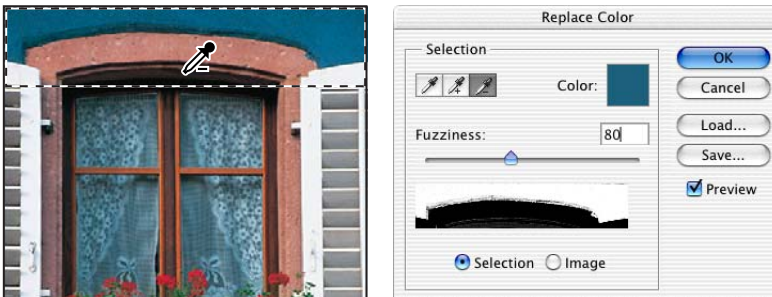 Replace Color
Selection
Color:
Fuzziness: 80
Selection Image
OK
Cancel
Load...
Save...
Preview